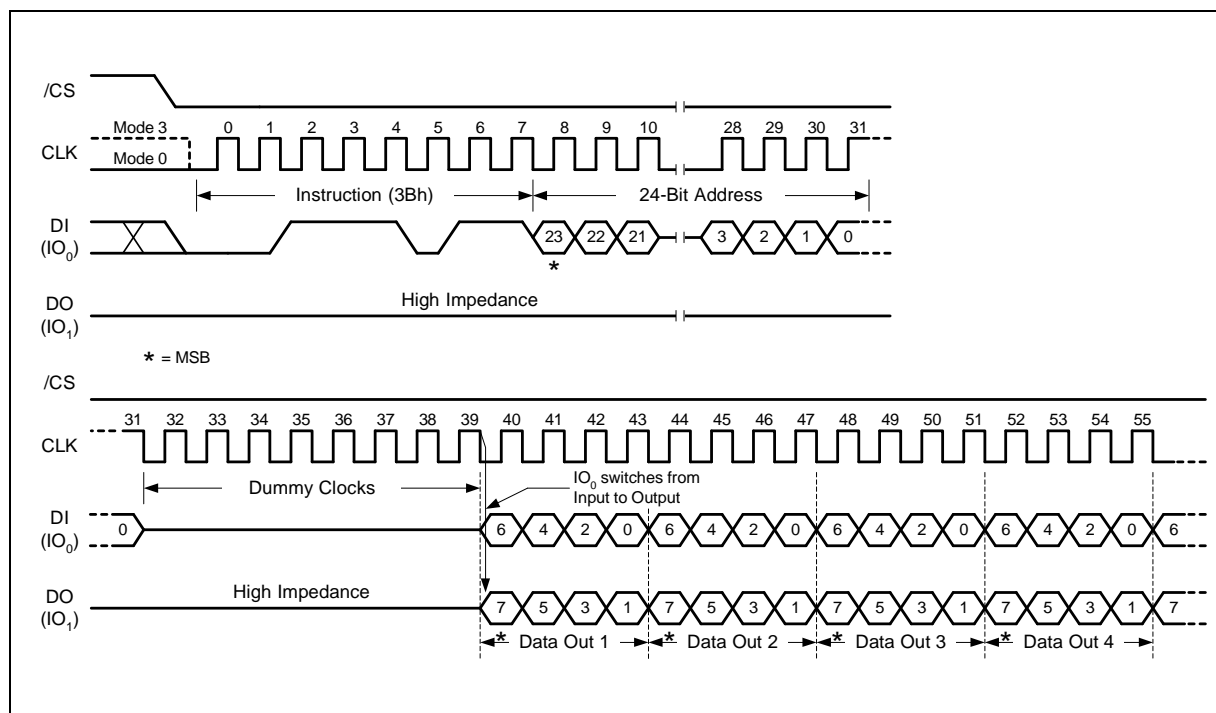 /CS
Mode 3 0 1 2 3 4 5 6 7 8 9 10 28 29 30 31
CLK Mode 0
Instruction (3Bh) 24-Bit Address
DI
(IO0) 23 22 21 3 2 1 0
*
High Impedance
DO
(IO1)
* = MSB
/CS
31 32 33 34 35 36 37 38 39 40 41 42 43 44 45 46 47 48 49 50 51 52 53 54 55
CLK
Dummy Clocks
IO0 switches from
Input to Output
DI
(IO0) 0 6 4 2 0 6 4 2 0 6 4 2 0 6 4 2 0 6
High Impedance
DO
(IO1) 7 5 3 1 7 5 3 1 7 5 3 1 7 5 3 1 7
* Data Out 1 * Data Out 2 * Data Out 3 * Data Out 4